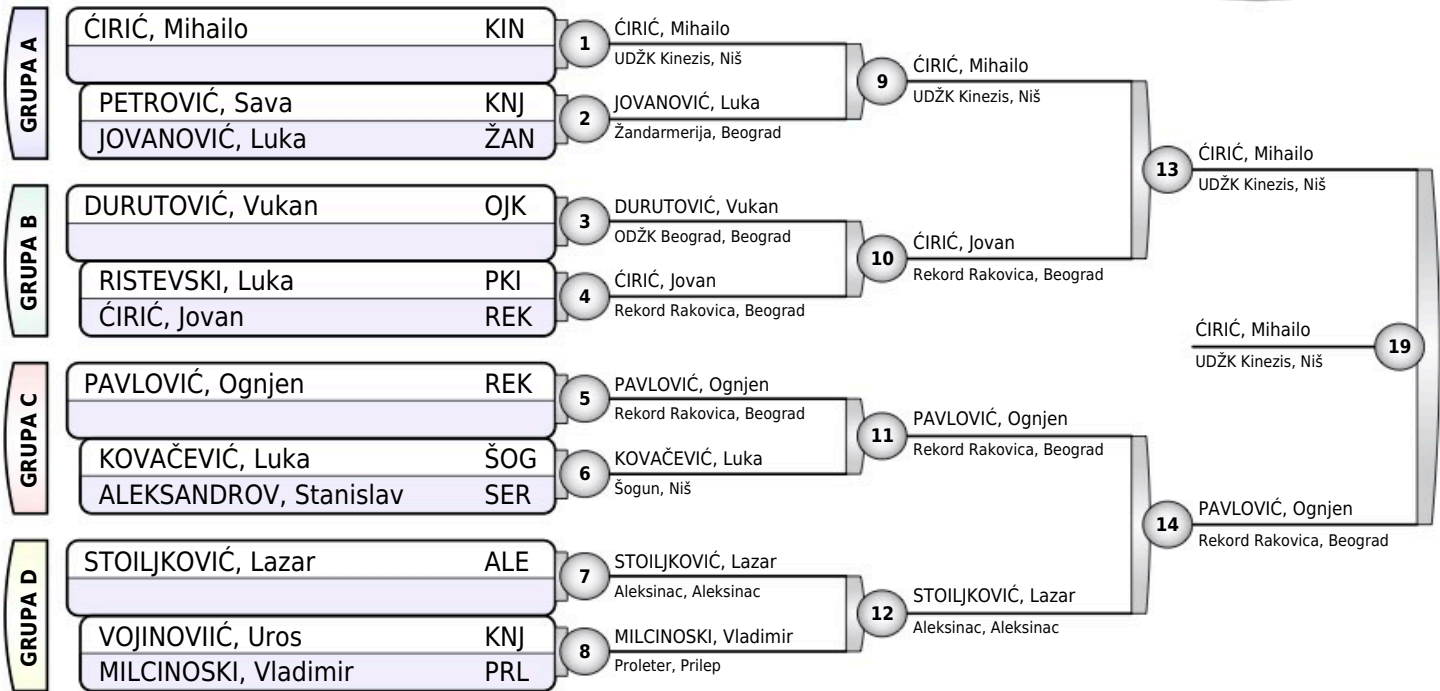 GRUPA A
ĆIRIĆ, Mihailo KIN
PETROVIĆ, Sava KNJ
JOVANOVIĆ, Luka ŽAN
GRUPA B
DURUTOVIĆ, Vukan OJK
RISTEVSKI, Luka PKI
ĆIRIĆ, Jovan REK
GRUPA C
PAVLOVIĆ, Ognjen REK
KOVAČEVIĆ, Luka ŠOG
ALEKSANDROV, Stanislav SER
GRUPA D
STOILJKOVIĆ, Lazar ALE
VOJINOVIIĆ, Uros KNJ
MILCINOSKI, Vladimir PRL
1
ĆIRIĆ, Mihailo
UDŽK Kinezis, Niš
2
JOVANOVIĆ, Luka
Žandarmerija, Beograd
3
DURUTOVIĆ, Vukan
ODŽK Beograd, Beograd
4
ĆIRIĆ, Jovan
Rekord Rakovica, Beograd
5
PAVLOVIĆ, Ognjen
Rekord Rakovica, Beograd
6
KOVAČEVIĆ, Luka
Šogun, Niš
7
STOILJKOVIĆ, Lazar
Aleksinac, Aleksinac
8
MILCINOSKI, Vladimir
Proleter, Prilep
9
ĆIRIĆ, Mihailo
UDŽK Kinezis, Niš
10
ĆIRIĆ, Jovan
Rekord Rakovica, Beograd
11
PAVLOVIĆ, Ognjen
Rekord Rakovica, Beograd
12
STOILJKOVIĆ, Lazar
Aleksinac, Aleksinac
13
ĆIRIĆ, Mihailo
UDŽK Kinezis, Niš
14
PAVLOVIĆ, Ognjen
Rekord Rakovica, Beograd
ĆIRIĆ, Mihailo
UDŽK Kinezis, Niš
19